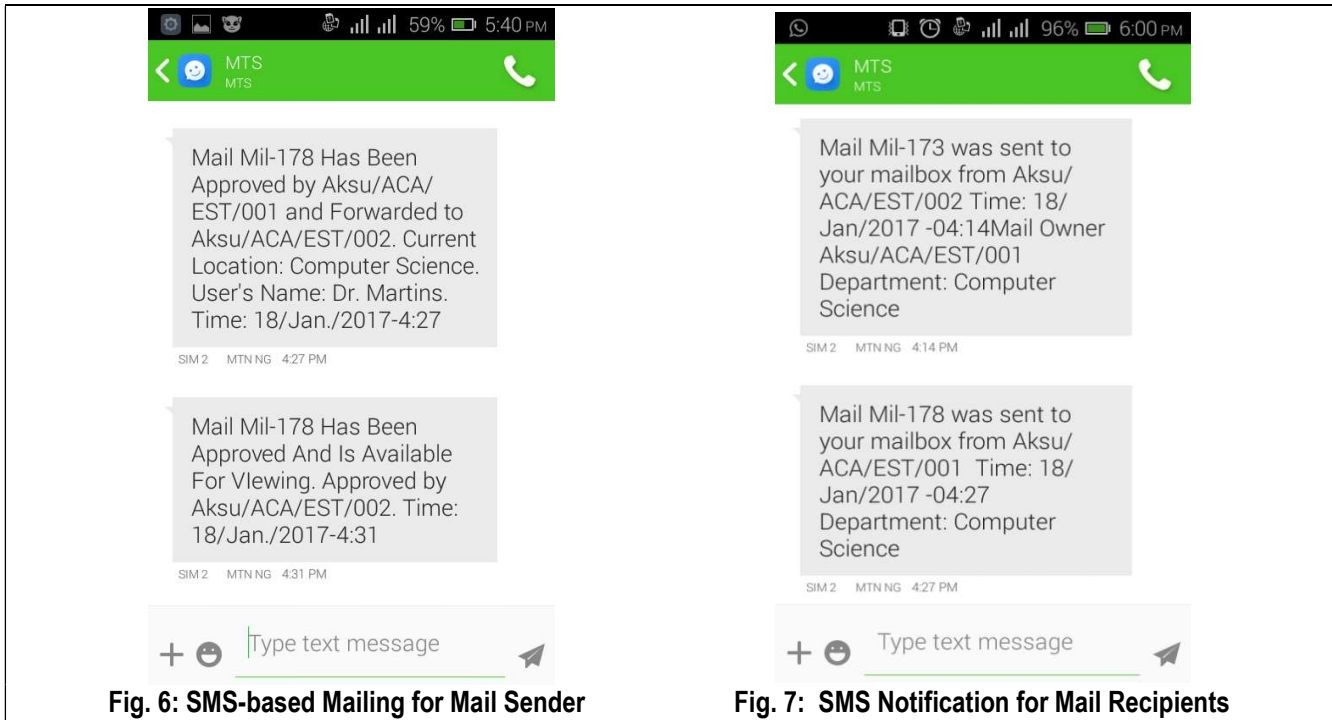 59% 5:40 PM
MTS
MTS
Mail Mil-178 Has Been
Approved by Aksu/ACA/
EST/001 and Forwarded to
Aksu/ACA/EST/002. Current
Location: Computer Science.
User's Name: Dr. Martins.
Time: 18/Jan./2017-4:27
SIM 2 MTN NG 4:27 PM
Mail Mil-178 Has Been
Approved And Is Available
For VIewing. Approved by
Aksu/ACA/EST/002. Time:
18/Jan./2017-4:31
SIM 2 MTN NG 4:31 PM
Type text message
Fig. 6: SMS-based Mailing for Mail Sender
96% 6:00 PM
MTS
MTS
Mail Mil-173 was sent to
your mailbox from Aksu/
ACA/EST/002 Time: 18/
Jan/2017 -04:14Mail Owner
Aksu/ACA/EST/001
Department: Computer
Science
SIM 2 MTN NG 4:14 PM
Mail Mil-178 was sent to
your mailbox from Aksu/
ACA/EST/001  Time: 18/
Jan/2017 -04:27
Department: Computer
Science
SIM 2 MTN NG 4:27 PM
Type text message
Fig. 7:  SMS Notification for Mail Recipients